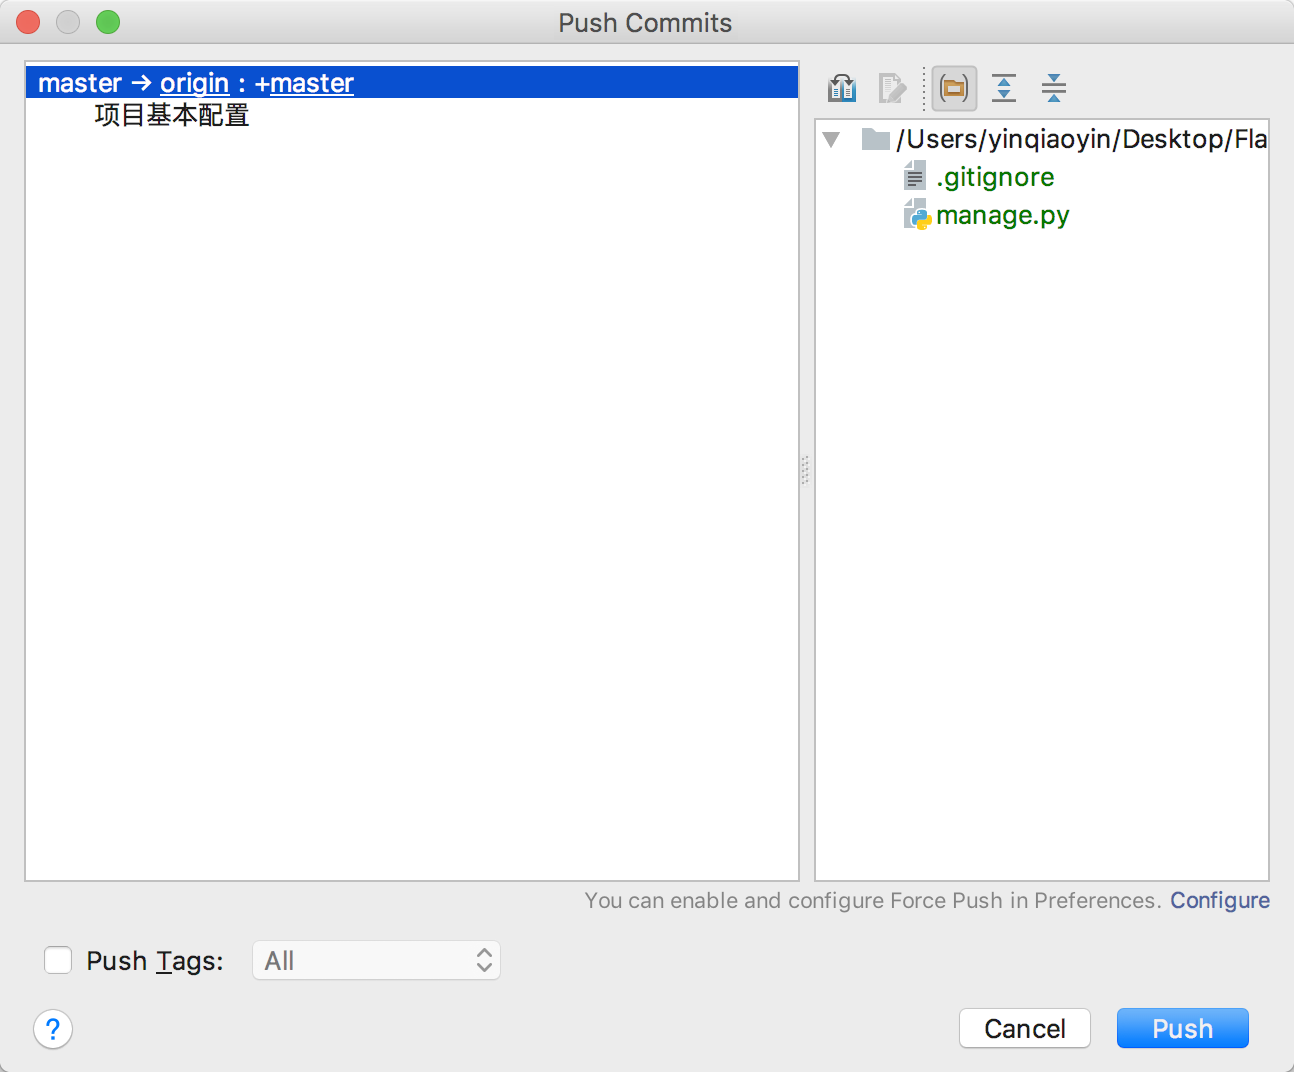 Push Commits
master → origin : +master
项目基本配置
/Users/yinqiaoyin/Desktop/Fla
.gitignore
manage.py
You can enable and configure Force Push in Preferences. Configure
Push Tags: All
?
Cancel Push